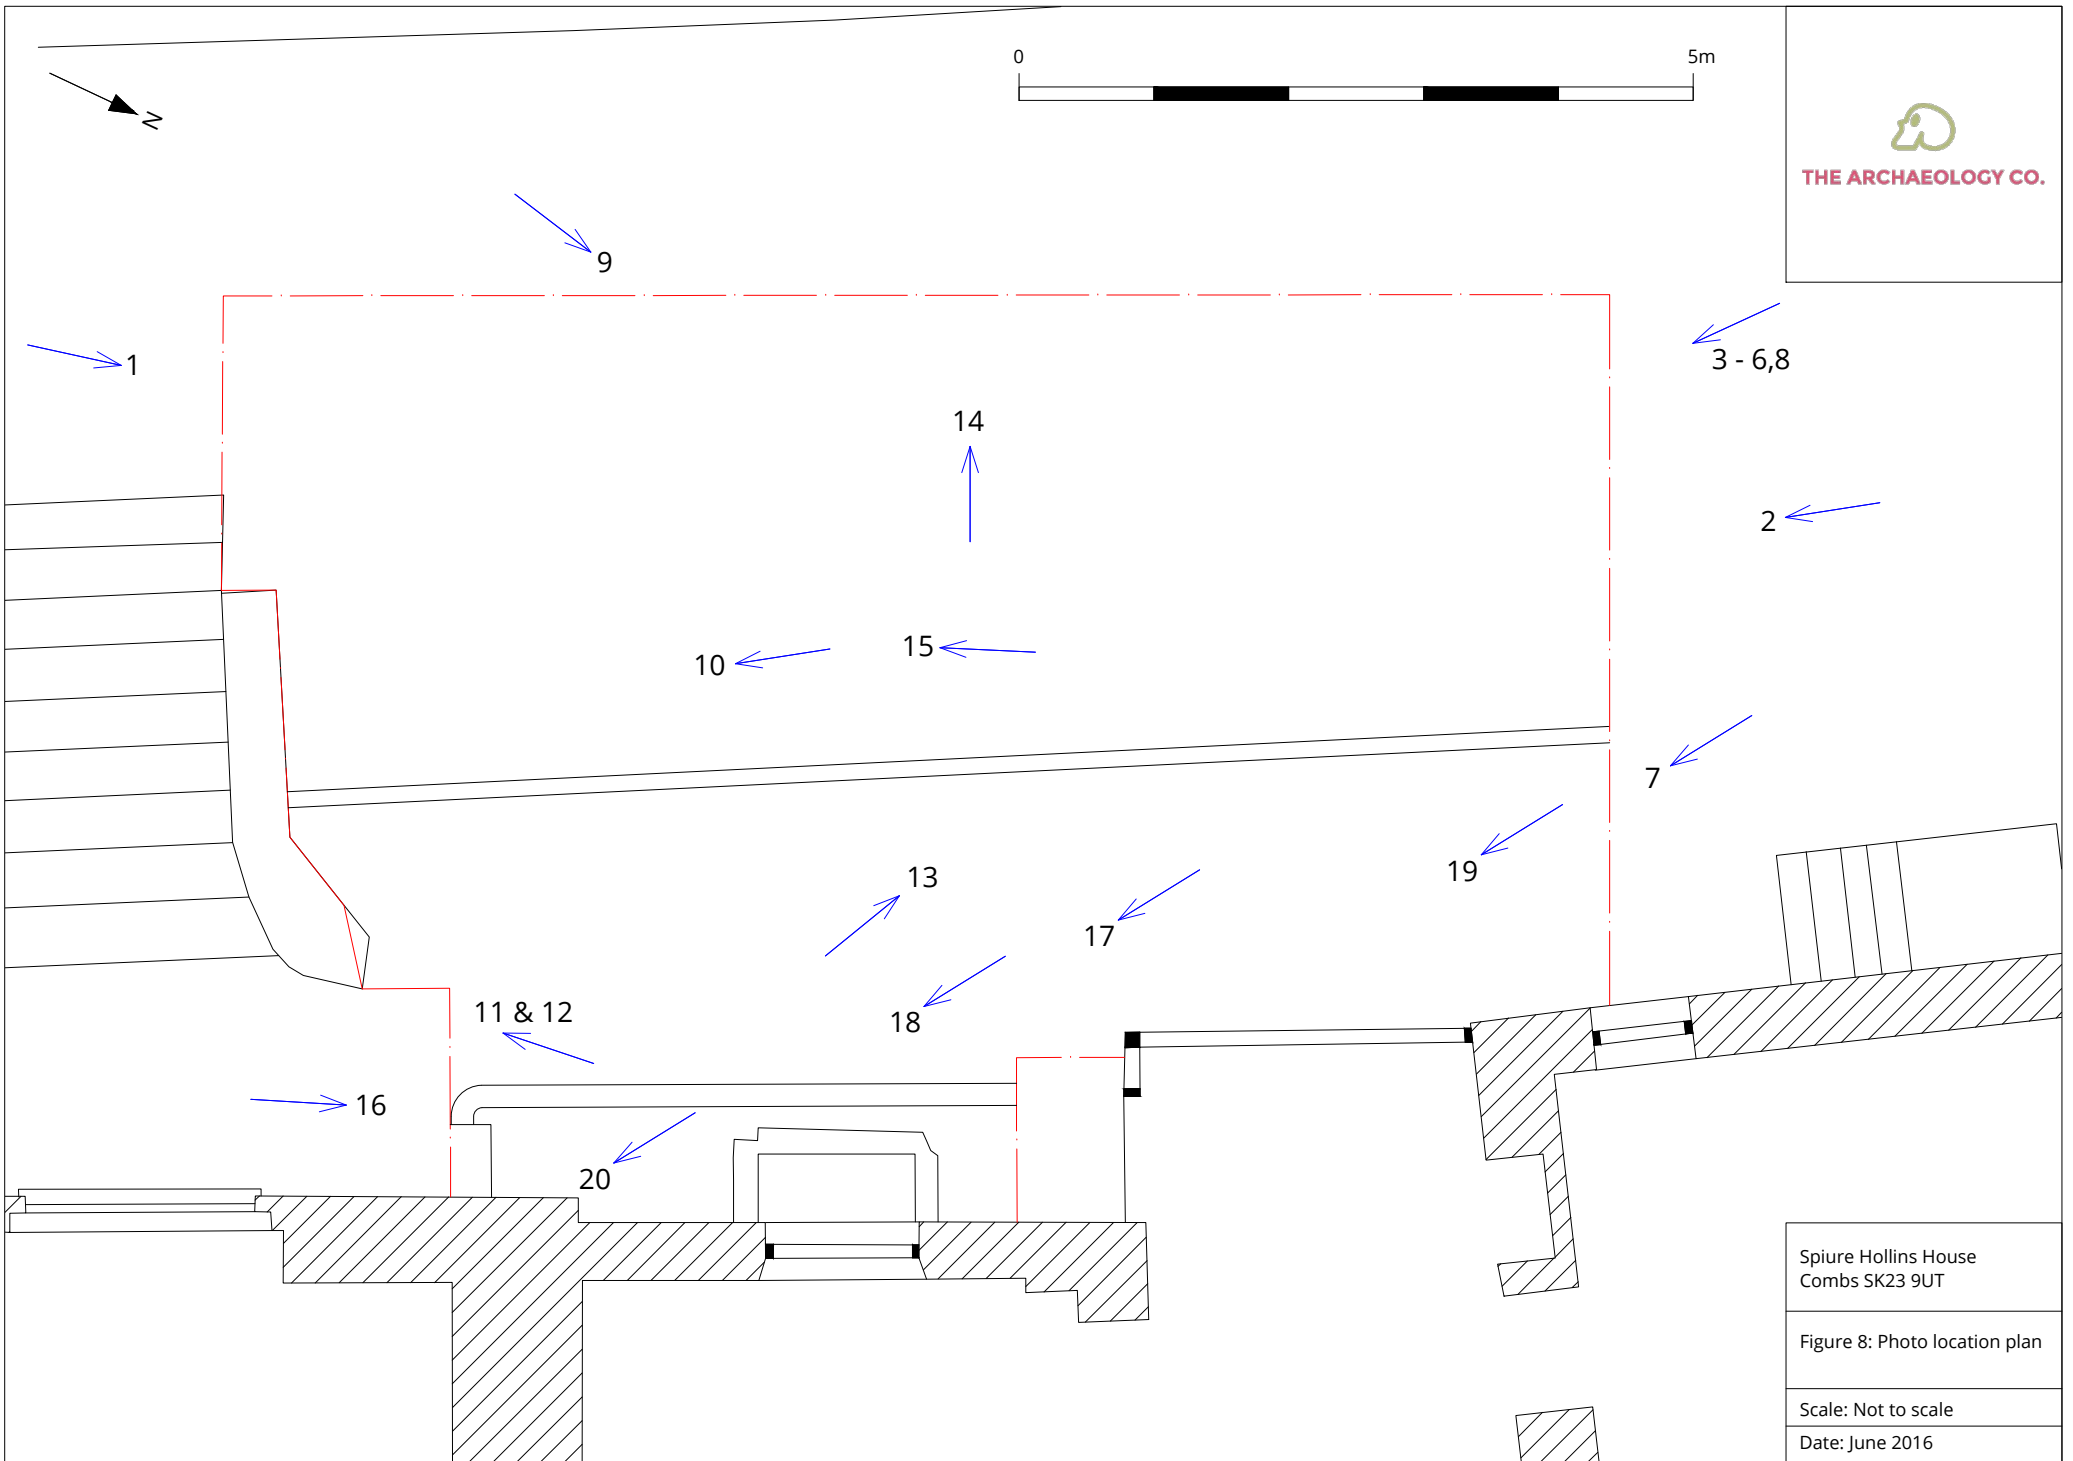 0
5m
N
THE ARCHAEOLOGY CO.
9
1
3 - 6,8
14
2
15
10
7
19
13
17
11 & 12
18
16
20
Spiure Hollins House
Combs SK23 9UT
Figure 8: Photo location plan
Scale: Not to scale
Date: June 2016